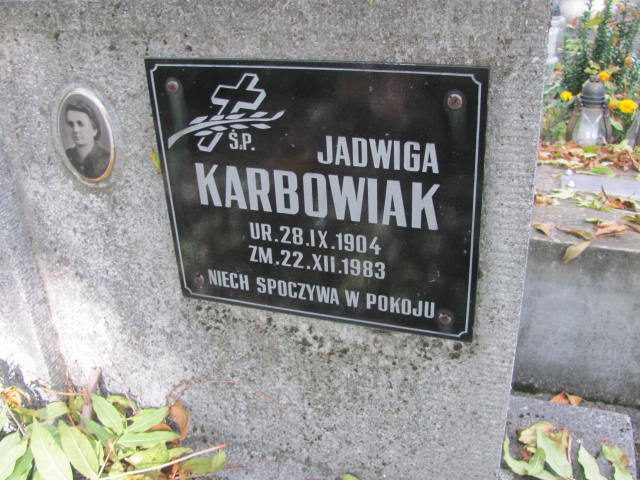 Ś.P.
JADWIGA
KARBOWIAK
UR.28.IX.1904
ZM.22.XII.1983
NIECH SPOCZYWA W POKOJU